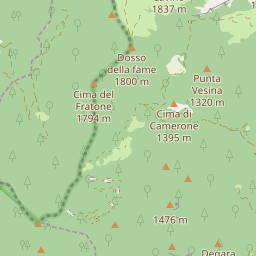 1837 m
Dosso
della fame
1800 m
Punta
Vesina
1320 m
Cima del
Fratone
1794 m
Cima di
Camerone
1395 m
1476 m
Degara